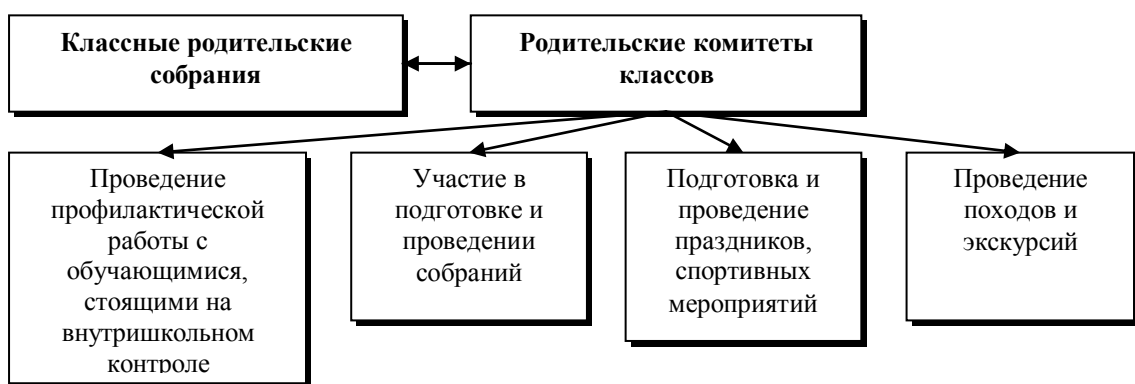 Классные родительские
собрания
Родительские комитеты
классов
Проведение
профилактической
работы с
обучающимися,
стоящими на
внутришкольном
контроле
Участие в
подготовке и
проведении
собраний
Подготовка и
проведение
праздников,
спортивных
мероприятий
Проведение
походов и
экскурсий